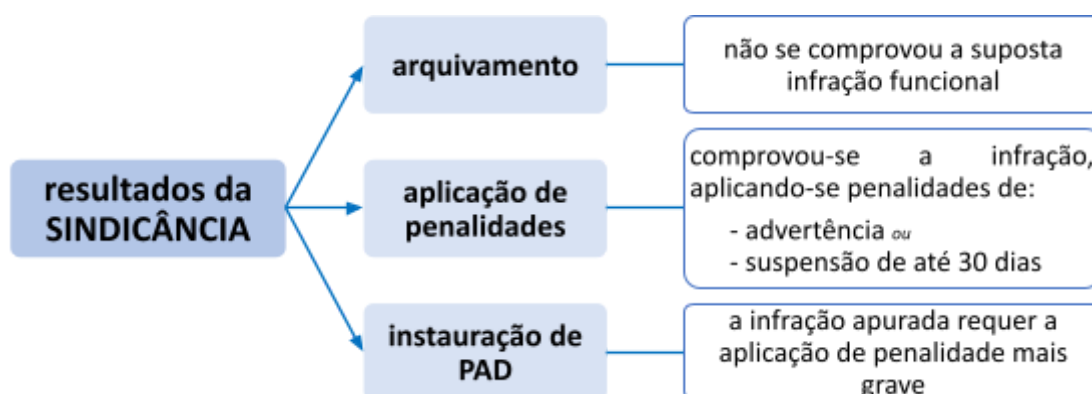 resultados da
SINDICÂNCIA
arquivamento
não se comprovou a suposta
infração funcional
aplicação de
penalidades
comprovou-se a infração,
aplicando-se penalidades de:
- advertência ou
- suspensão de até 30 dias
instauração de
PAD
a infração apurada requer a
aplicação de penalidade mais
grave